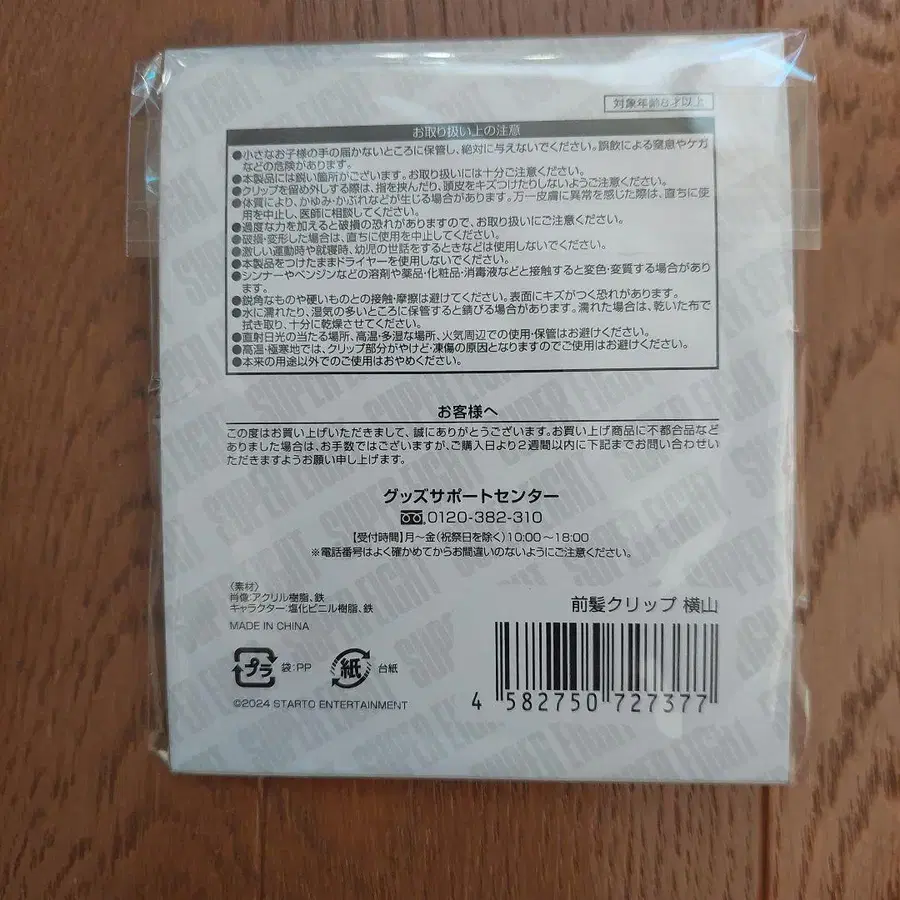 対象年齢8才以上
お取り扱い上の注意
●小さなお子様の手の届かないところに保管し、絶対に与えないでください。誤飲による窒息やケガ
などの危険があります。
●本製品には鋭い箇所がございます。お取り扱いには十分ご注意ください。
●クリップを留め外しする際は、指を挟んだり、頭皮をキズつけたりしないようご注意ください。
●体質により、かゆみ・かぶれなどが生じる場合があります。万一皮膚に異常を感じた際は、直ちに使
用を中止し、医師に相談してください。
●過度な力を加えると破損の恐れがありますので、お取り扱いにご注意ください。
●破損・変形した場合は、直ちに使用を中止してください。
●激しい運動時や就寝時、幼児の世話をするときなどは使用しないでください。
●本製品をつけたままドライヤーを使用しないでください。
●シンナーやベンジンなどの溶剤や薬品・化粧品・消毒液などと接触すると変色・変質する場合があり
ます。
●鋭角なものや硬いものとの接触・摩擦は避けてください。表面にキズがつく恐れがあります。
●水に濡れたり、湿気の多いところに保管すると錆びる場合があります。濡れた場合は、乾いた布で
拭き取り、十分に乾燥させてください。
●直射日光の当たる場所、高温・多湿な場所、火気周辺での使用・保管はお避けください。
●高温・極寒地では、クリップ部分がやけど・凍傷の原因となりますのでご使用はお避けください。
●本来の用途以外でのご使用はおやめください。
お客様へ
この度はお買い上げいただきまして、誠にありがとうございます。お買い上げ商品に不都合品など
ありました場合は、お手数ではございますが、ご購入日より2週間以内に下記までお問い合わせい
ただきますようお願い申し上げます。
グッズサポートセンター
0120-382-310
【受付時間】月～金(祝祭日を除く)10:00～18:00
※電話番号はよく確かめてからお間違いのないようにご注意ください。
〈素材〉
肖像:アクリル樹脂、鉄
キャラクター:塩化ビニル樹脂、鉄
MADE IN CHINA
前髪クリップ 横山
プラ 袋:PP 紙 台紙
©2024 STARTO ENTERTAINMENT
4 582750 727377
SUPER EIGHT